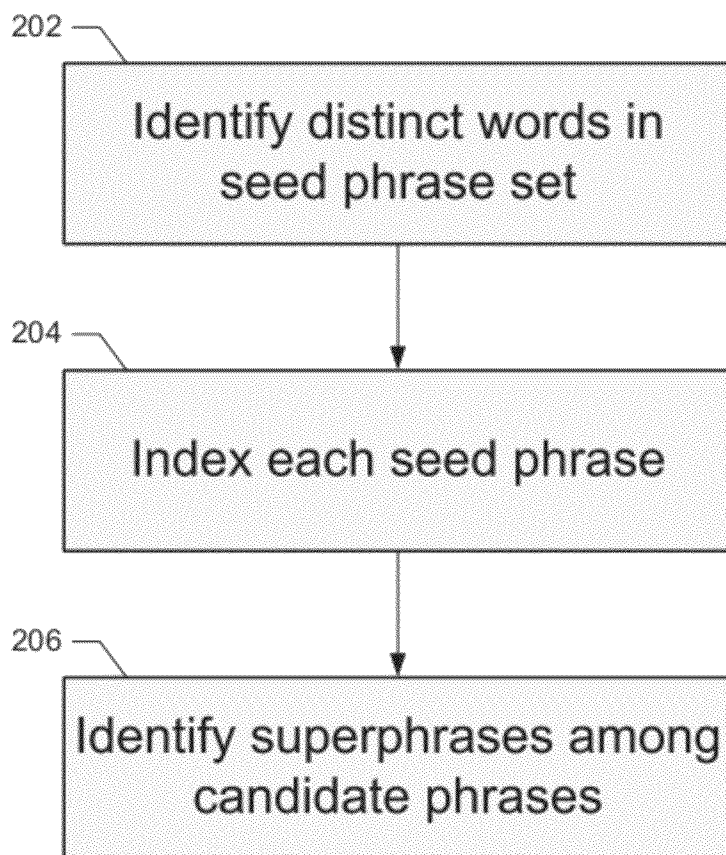 202
Identify distinct words in
seed phrase set
204
Index each seed phrase
206
Identify superphrases among
candidate phrases